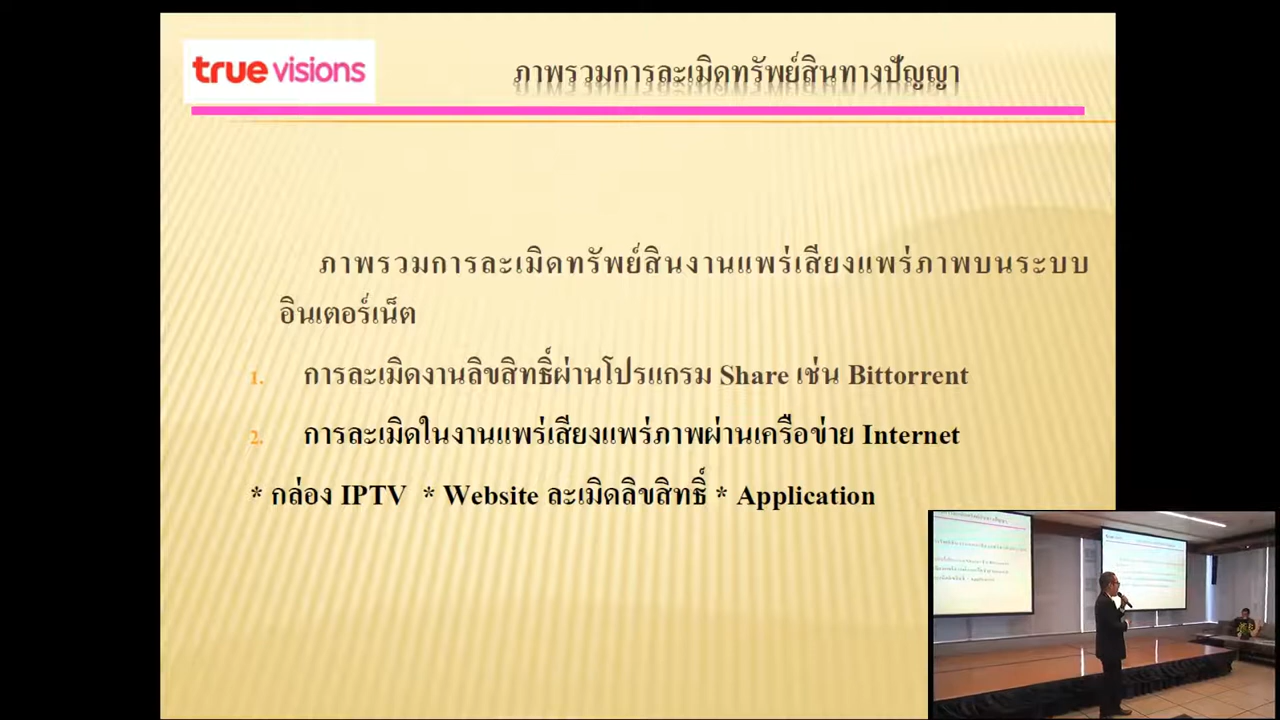 true visions
ภาพรวมการละเมิดทรัพย์สินทางปัญญา
ภาพรวมการละเมิดทรัพย์สินงานแพร่เสียงแพร่ภาพบนระบบ
อินเตอร์เน็ต
1. การละเมิดงานลิขสิทธิ์ผ่านโปรแกรม Share เช่น Bittorrent
2. การละเมิดในงานแพร่เสียงแพร่ภาพผ่านเครือข่าย Internet
* กล่อง IPTV * Website ละเมิดลิขสิทธิ์ * Application